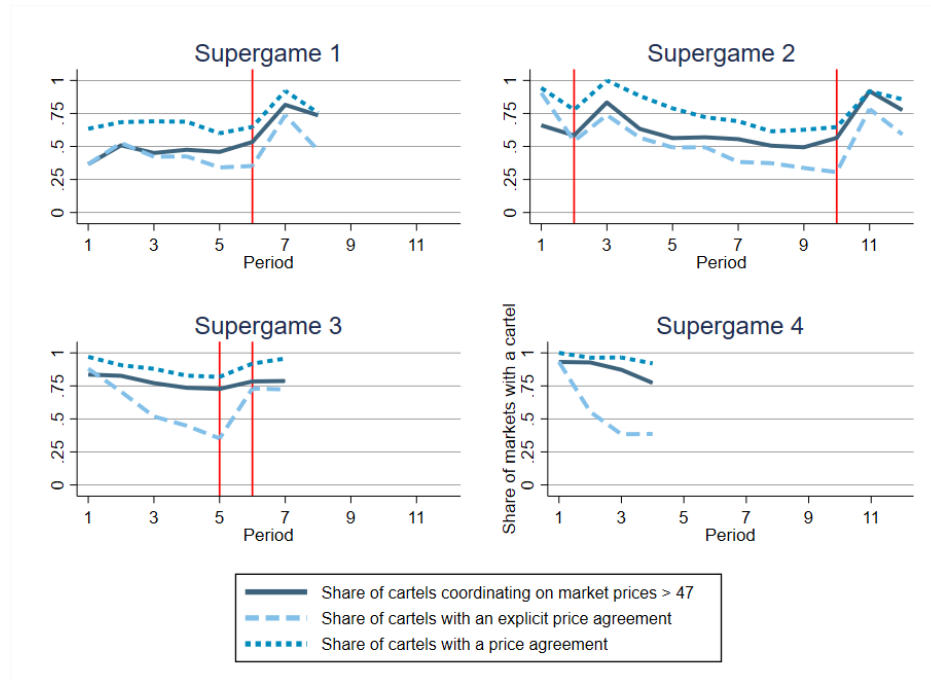 Supergame 1
1
.75
.5
.25
0
1 3 5 7 9 11
Period
Supergame 2
1
.75
.5
.25
0
1 3 5 7 9 11
Period
Supergame 3
1
.75
.5
.25
0
1 3 5 7 9 11
Period
Supergame 4
Share of markets with a cartel
1
.75
.5
.25
0
1 3 5 7 9 11
Period
Share of cartels coordinating on market prices > 47
Share of cartels with an explicit price agreement
Share of cartels with a price agreement